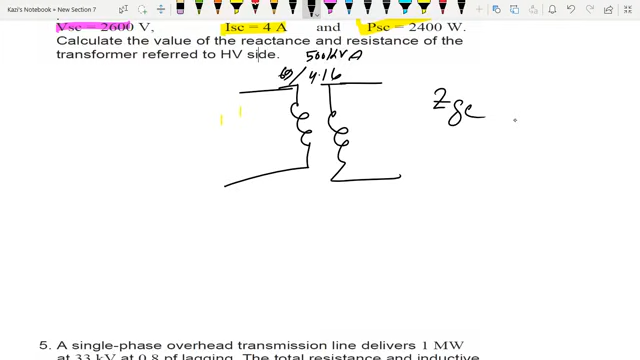 Kazi's Notebook » New Section 7
Vsc = 2600 V, Isc = 4 A and Psc = 2400 W.
Calculate the value of the reactance and resistance of the
transformer referred to HV side.
500kVA
/4.16
Zsc
5. A single-phase overhead transmission line delivers 1 MW
at 33 kV at 0.8 pf lagging. The total resistance and inductive